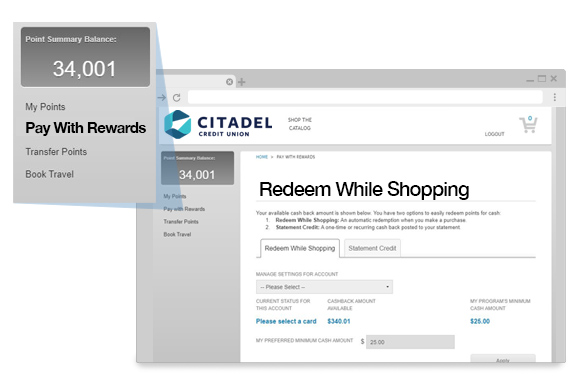 Point Summary Balance:
34,001
My Points
Pay With Rewards
Transfer Points
Book Travel
CITADEL
CREDIT UNION
SHOP THE
CATALOG
LOGOUT
0
Point Summary Balance:
34,001
My Points
Pay with Rewards
Transfer Points
Book Travel
HOME > PAY WITH REWARDS
Redeem While Shopping
Your available cash back amount is shown below. You have two options to easily redeem points for cash:
1. Redeem While Shopping: An automatic redemption when you make a purchase.
2. Statement Credit: A one-time or recurring cash back posted to your statement.
Redeem While Shopping
Statement Credit
MANAGE SETTINGS FOR ACCOUNT
-- Please Select --
CURRENT STATUS FOR
THIS ACCOUNT
Please select a card
CASHBACK AMOUNT
AVAILABLE
$340.01
MY PROGRAM'S MINIMUM
CASH AMOUNT
$25.00
MY PREFERRED MINIMUM CASH AMOUNT $ 25.00
Apply